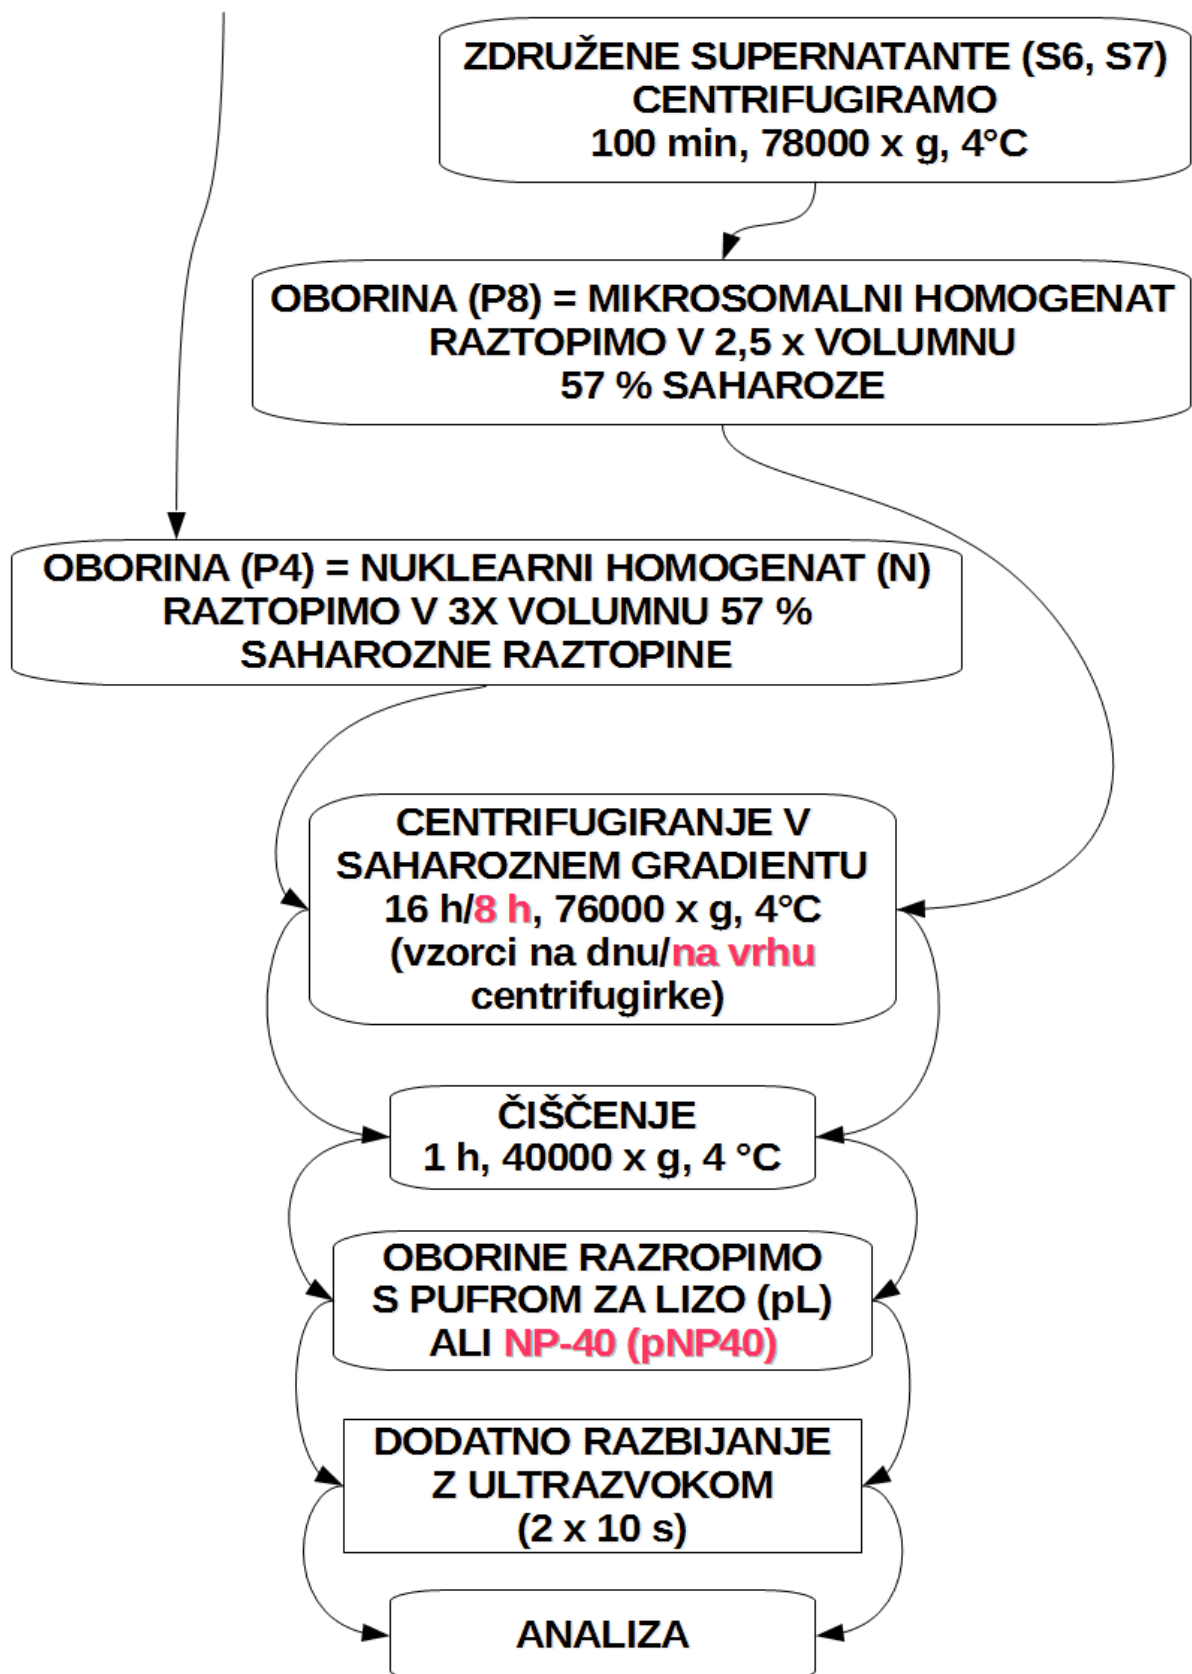 ZDRUŽENE SUPERNATANTE (S6, S7)
CENTRIFUGIRAMO
100 min, 78000 x g, 4°C
OBORINA (P8) = MIKROSOMALNI HOMOGENAT
RAZTOPIMO V 2,5 x VOLUMNU
57 % SAHAROZE
OBORINA (P4) = NUKLEARNI HOMOGENAT (N)
RAZTOPIMO V 3X VOLUMNU 57 %
SAHAROZNE RAZTOPINE
CENTRIFUGIRANJE V
SAHAROZNEM GRADIENTU
16 h/8 h, 76000 x g, 4°C
(vzorci na dnu/na vrhu
centrifugirke)
ČIŠČENJE
1 h, 40000 x g, 4 °C
OBORINE RAZROPIMO
S PUFROM ZA LIZO (pL)
ALI NP-40 (pNP40)
DODATNO RAZBIJANJE
Z ULTRAZVOKOM
(2 x 10 s)
ANALIZA